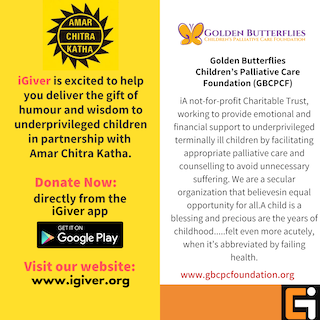 AMAR
CHITRA
KATHA
iGiver is excited to help
you deliver the gift of
humour and wisdom to
underprivileged children
in partnership with
Amar Chitra Katha.
Donate Now:
directly from the
iGiver app
GET IT ON
Google Play
Visit our website:
www.igiver.org
GOLDEN BUTTERFLIES
CHILDREN'S PALLIATIVE CARE FOUNDATION
Golden Butterflies
Children's Palliative Care
Foundation (GBCPCF)
iA not-for-profit Charitable Trust,
working to provide emotional and
financial support to underprivileged
terminally ill children by facilitating
appropriate palliative care and
counselling to avoid unnecessary
suffering. We are a secular
organization that believesin equal
opportunity for all.A child is a
blessing and precious are the years of
childhood.....felt even more acutely,
when it's abbreviated by failing
health.
www.gbcpcfoundation.org